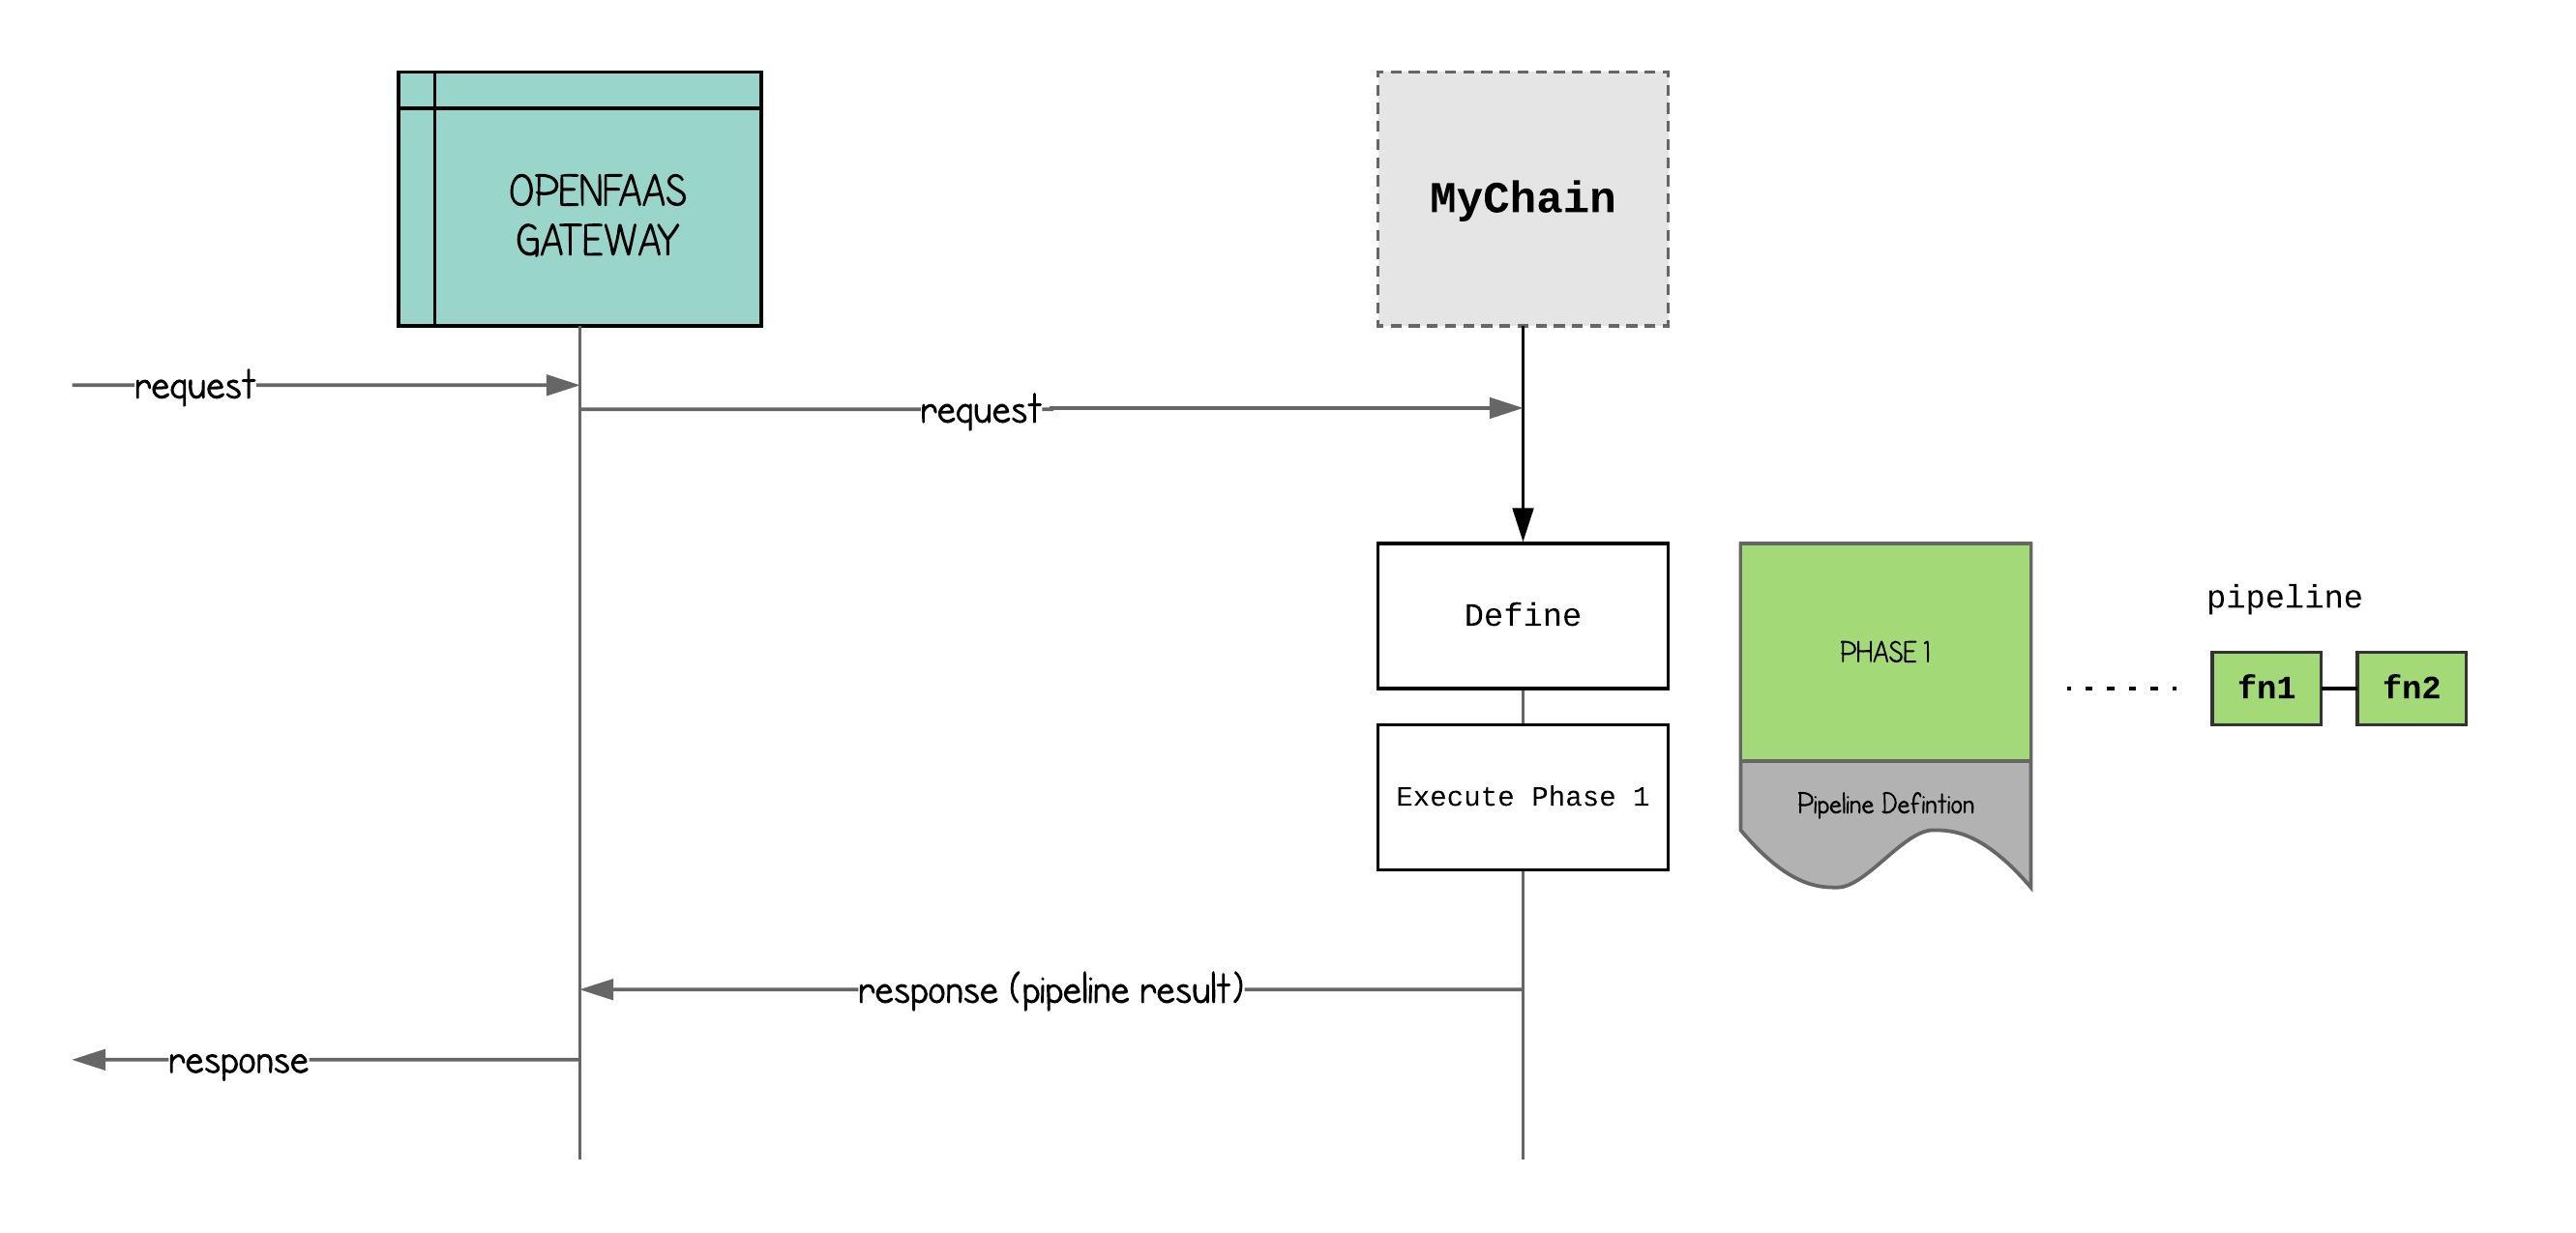 OPENFAAS
GATEWAY
MyChain
request
request
Define
PHASE 1
pipeline
fn1
fn2
Execute Phase 1
Pipeline Defintion
response (pipeline result)
response